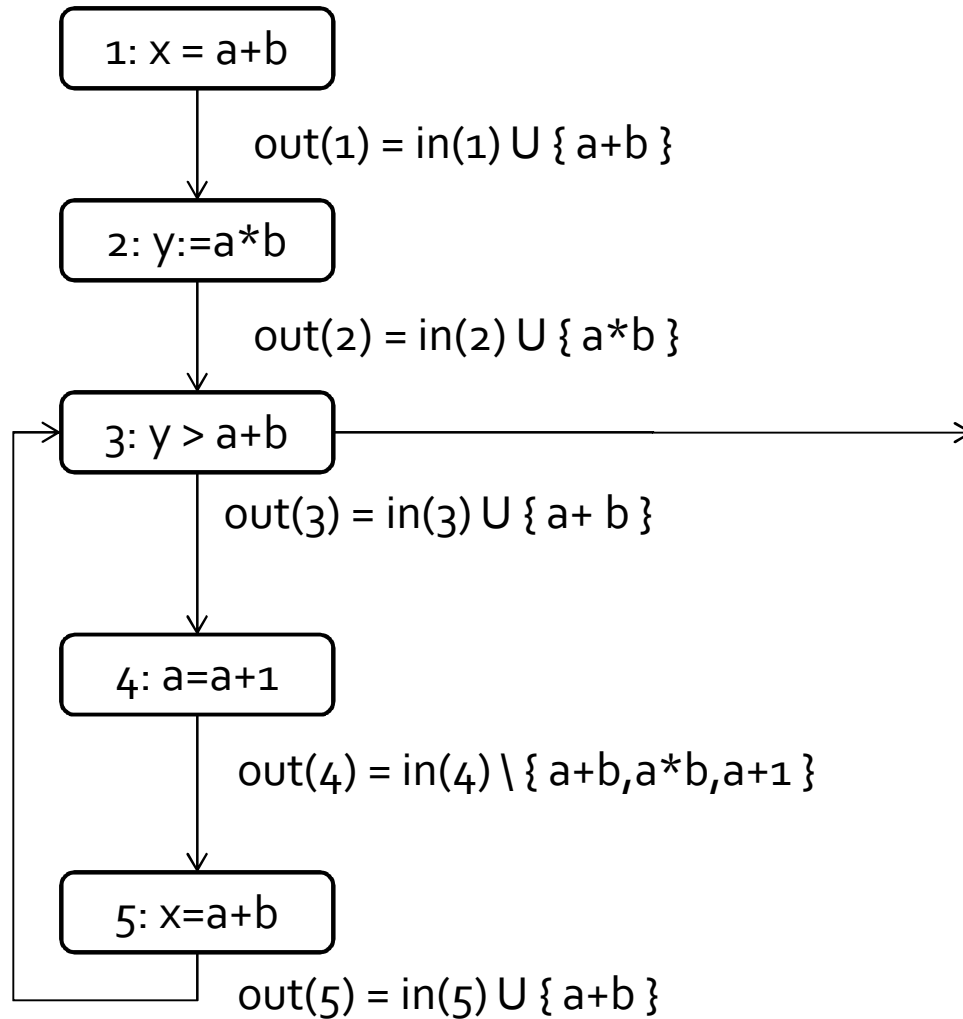 1: x = a+b
out(1) = in(1) U { a+b }
2: y:=a*b
out(2) = in(2) U { a*b }
3: y > a+b
out(3) = in(3) U { a+ b }
4: a=a+1
out(4) = in(4) \ { a+b,a*b,a+1 }
5: x=a+b
out(5) = in(5) U { a+b }